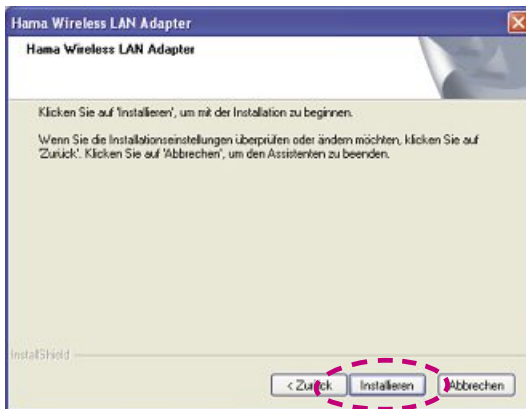 Hama Wireless LAN Adapter
Hama Wireless LAN Adapter
Klicken Sie auf 'Installieren', um mit der Installation zu beginnen.
Wenn Sie die Installationseinstellungen überprüfen oder ändern möchten, klicken Sie auf
'Zurück'. Klicken Sie auf 'Abbrechen', um den Assistenten zu beenden.
InstallShield
< Zurück Installieren Abbrechen